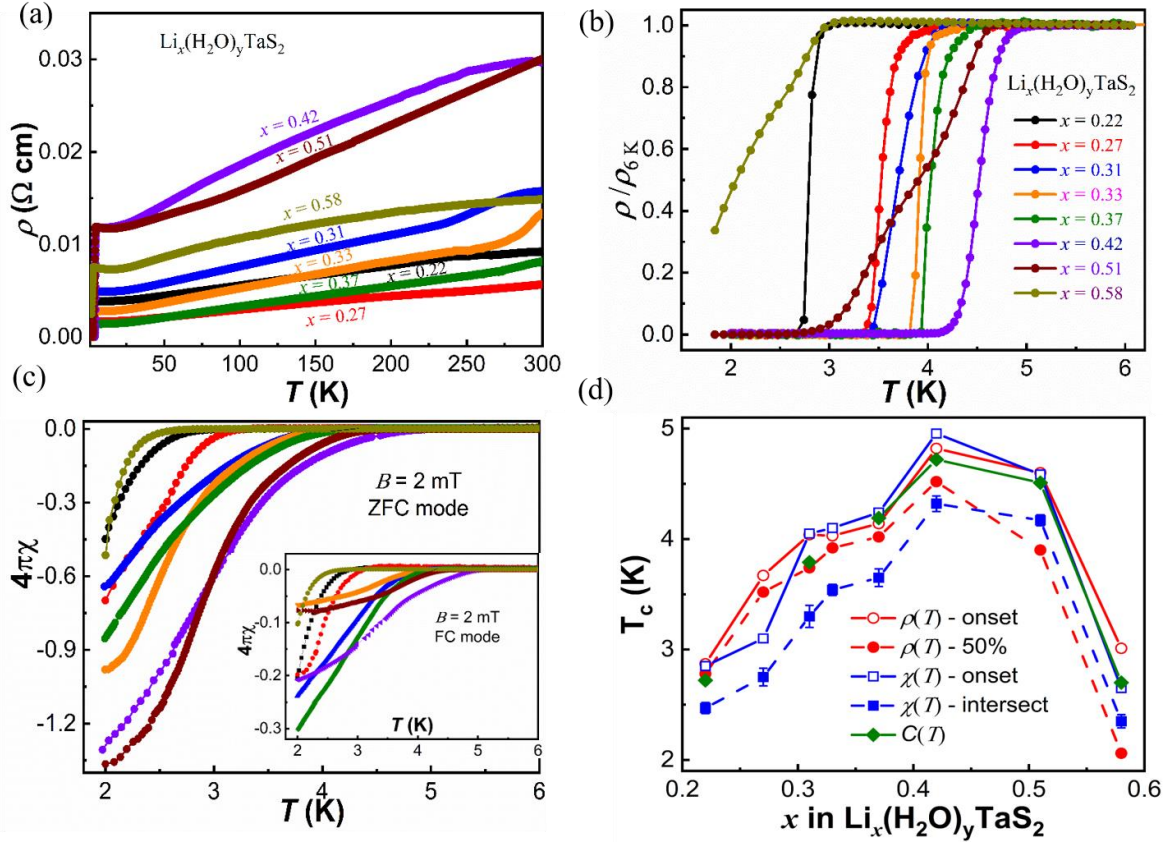 (a)
Liₓ(H₂O)ᵧTaS₂
0.03
0.02
0.01
0.00
ρ (Ω cm)
x = 0.42
x = 0.51
x = 0.58
x = 0.31
x = 0.33
x = 0.22
x = 0.37
x = 0.27
50 100 150 200 250 300
T (K)
(b)
1.0
0.8
0.6
0.4
0.2
0.0
ρ/ρ6 K
Liₓ(H₂O)ᵧTaS₂
x = 0.22
x = 0.27
x = 0.31
x = 0.33
x = 0.37
x = 0.42
x = 0.51
x = 0.58
2 3 4 5 6
T (K)
(c)
0.0
-0.3
-0.6
-0.9
-1.2
4πχ
B = 2 mT
ZFC mode
0.0
-0.1
-0.2
-0.3
4πχ
B = 2 mT
FC mode
T (K)
2 3 4 5 6
2 3 4 5 6
T (K)
(d)
5
4
3
2
T_c (K)
ρ(T) - onset
ρ(T) - 50%
χ(T) - onset
χ(T) - intersect
C(T)
0.2 0.3 0.4 0.5 0.6
x in Liₓ(H₂O)ᵧTaS₂